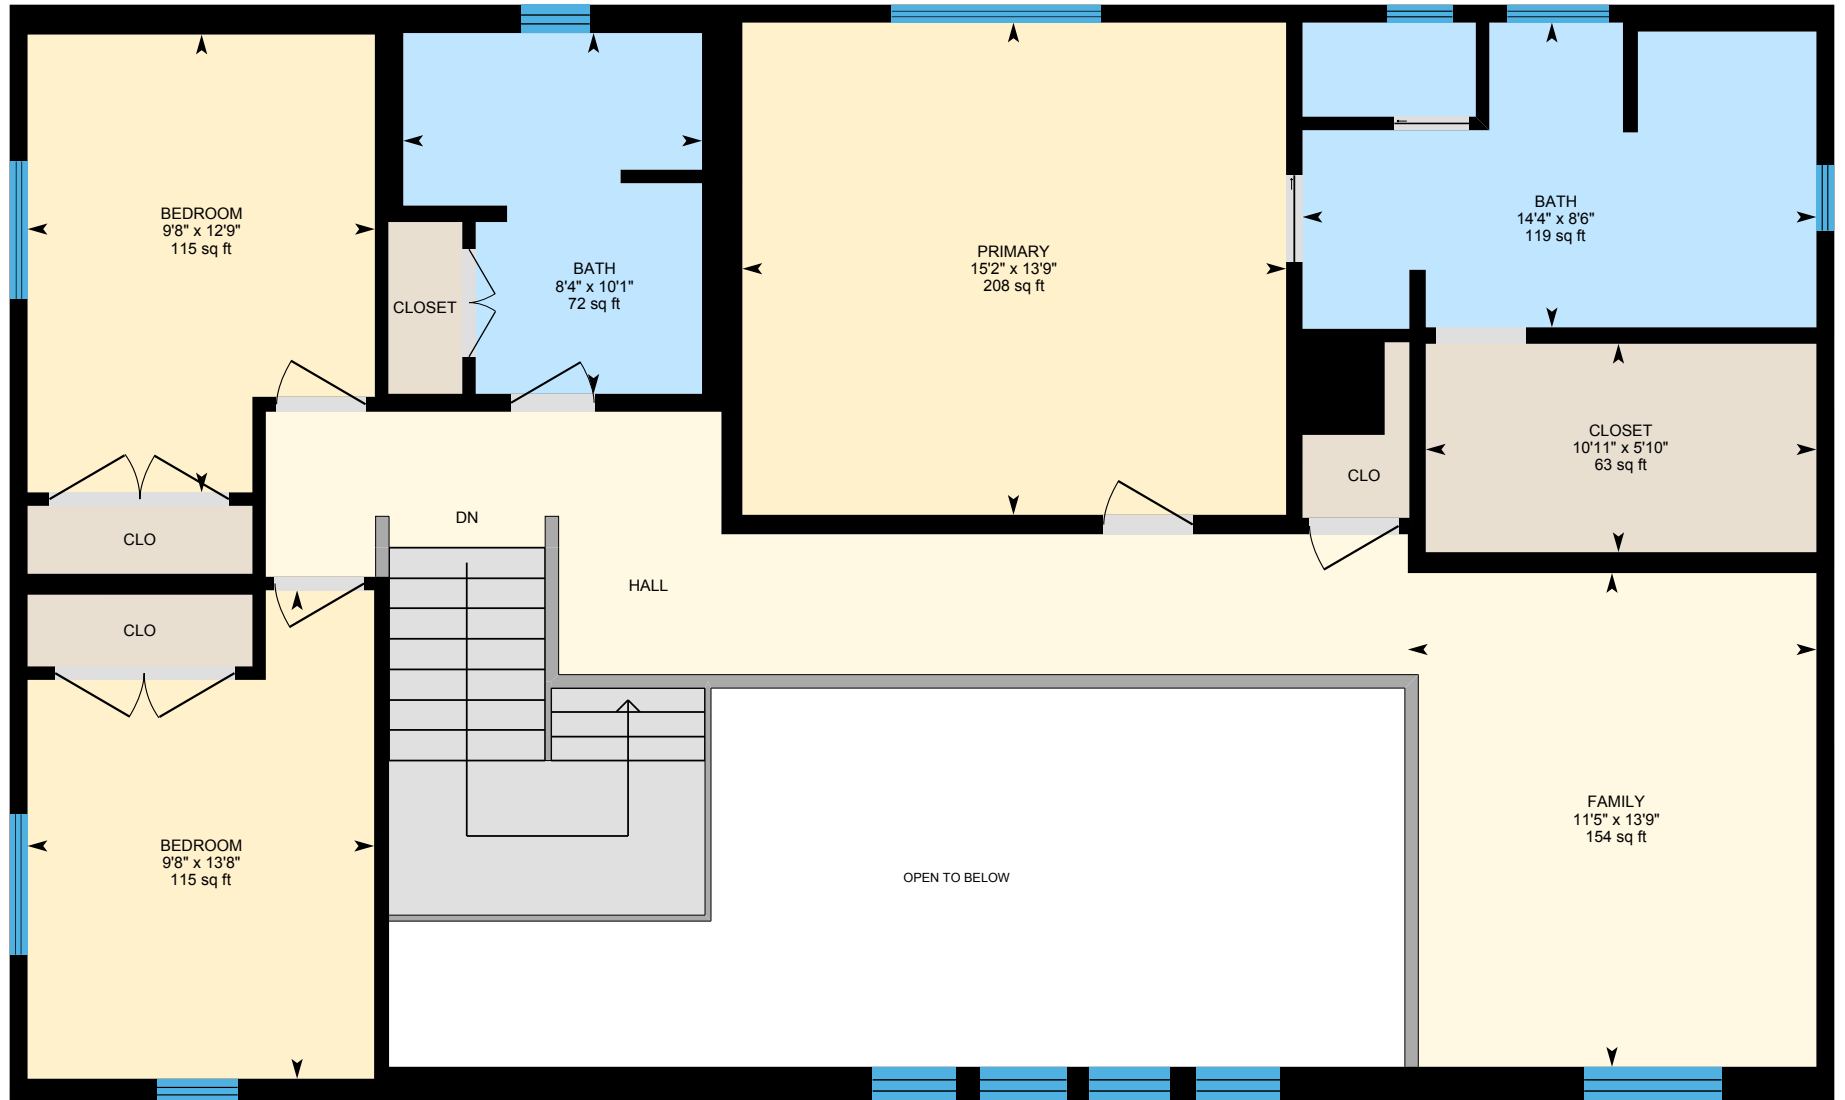 BEDROOM
9'8" x 12'9"
115 sq ft
CLOSET
BATH
8'4" x 10'1"
72 sq ft
PRIMARY
15'2" x 13'9"
208 sq ft
BATH
14'4" x 8'6"
119 sq ft
CLOSET
10'11" x 5'10"
63 sq ft
CLO
CLO
DN
HALL
CLO
BEDROOM
9'8" x 13'8"
115 sq ft
OPEN TO BELOW
FAMILY
11'5" x 13'9"
154 sq ft